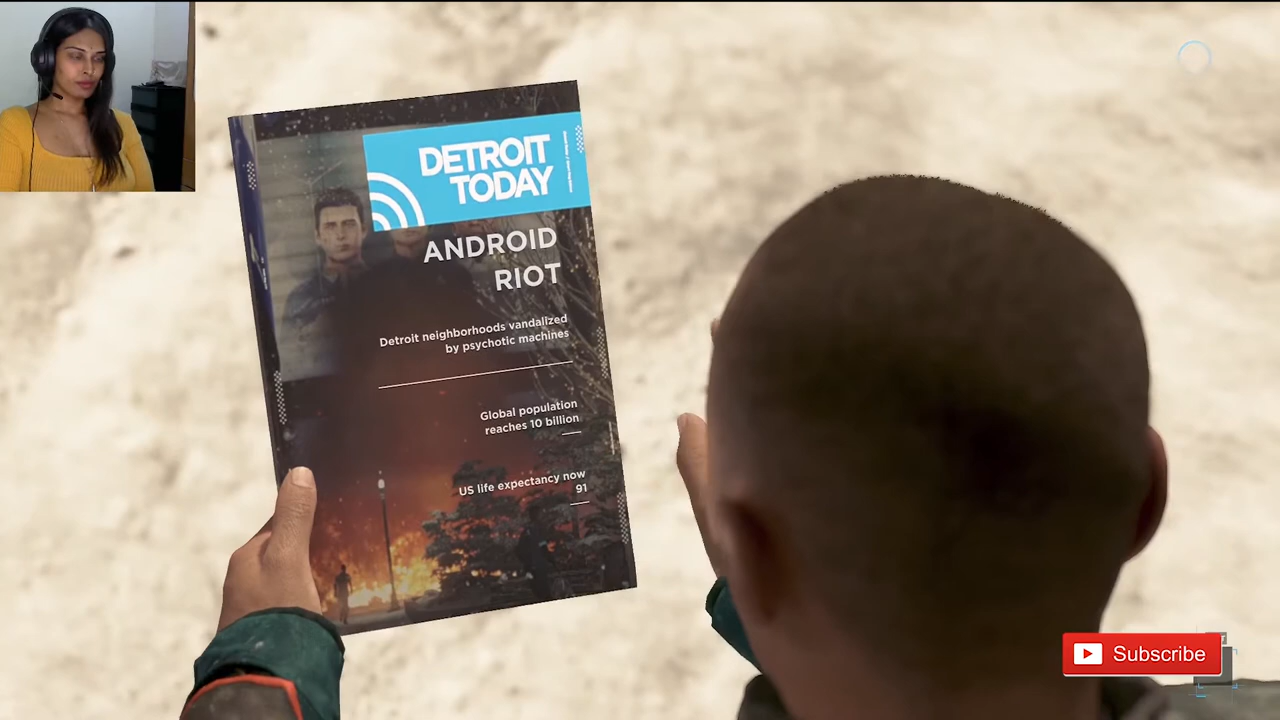 DETROIT
TODAY
ANDROID
RIOT
Detroit neighborhoods vandalized
by psychotic machines
Global population
reaches 10 billion
US life expectancy now
91
Subscribe